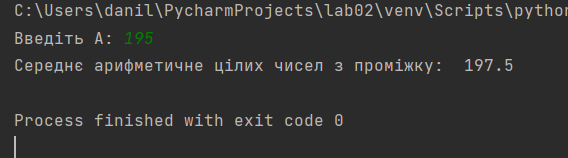 C:\Users\danil\PycharmProjects\lab02\venv\Scripts\python
Введіть А: 195
Середнє арифметичне цілих чисел з проміжку:  197.5
Process finished with exit code 0